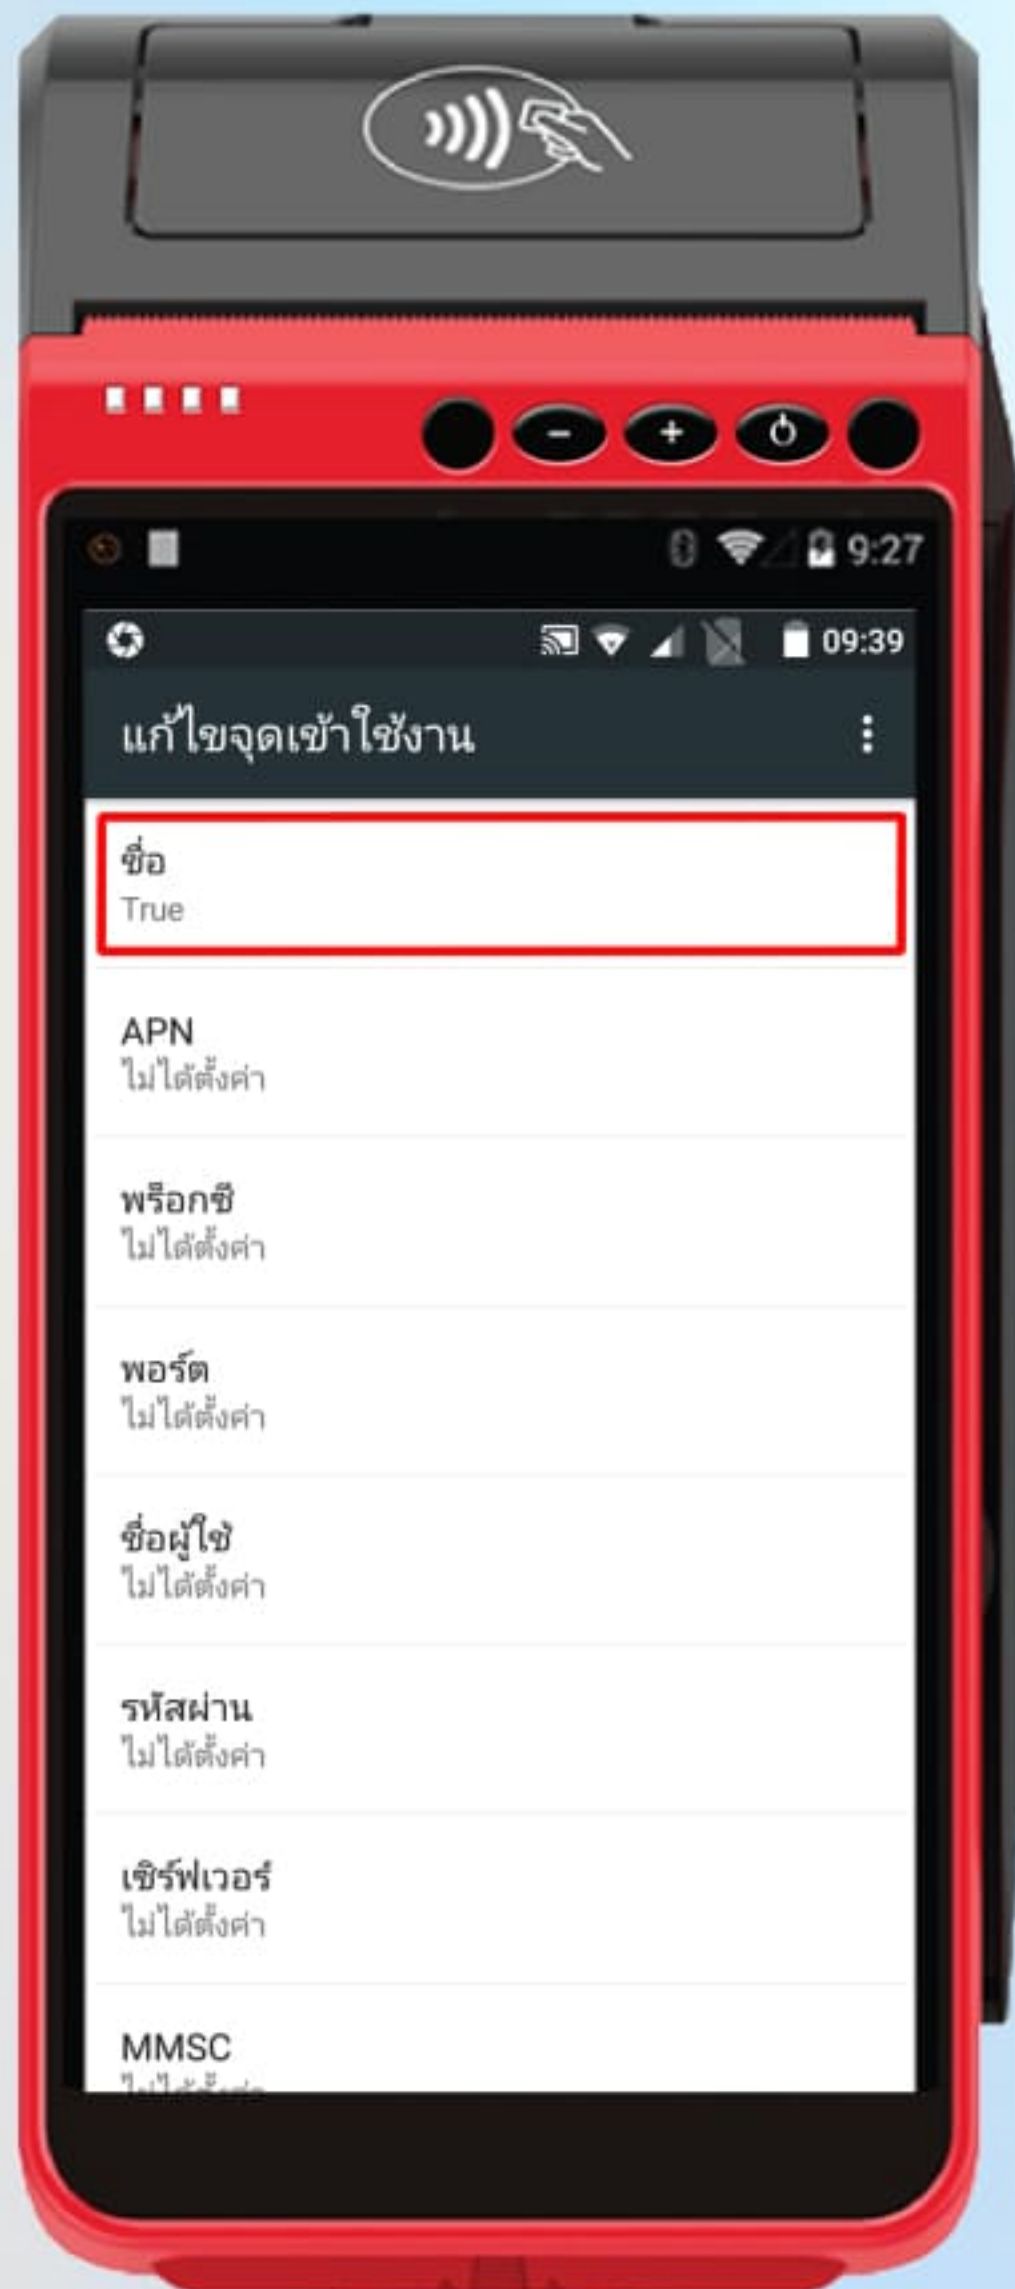 9:27
09:39
แก้ไขจุดเข้าใช้งาน
ชื่อ
True
APN
ไม่ได้ตั้งค่า
พร็อกซี
ไม่ได้ตั้งค่า
พอร์ต
ไม่ได้ตั้งค่า
ชื่อผู้ใช้
ไม่ได้ตั้งค่า
รหัสผ่าน
ไม่ได้ตั้งค่า
เซิร์ฟเวอร์
ไม่ได้ตั้งค่า
MMSC